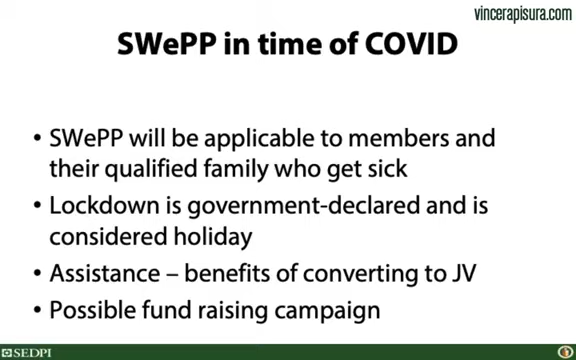 vincerapisura.com
SWePP in time of COVID
• SWePP will be applicable to members and
their qualified family who get sick
• Lockdown is government-declared and is
considered holiday
• Assistance – benefits of converting to JV
• Possible fund raising campaign
SEDPI